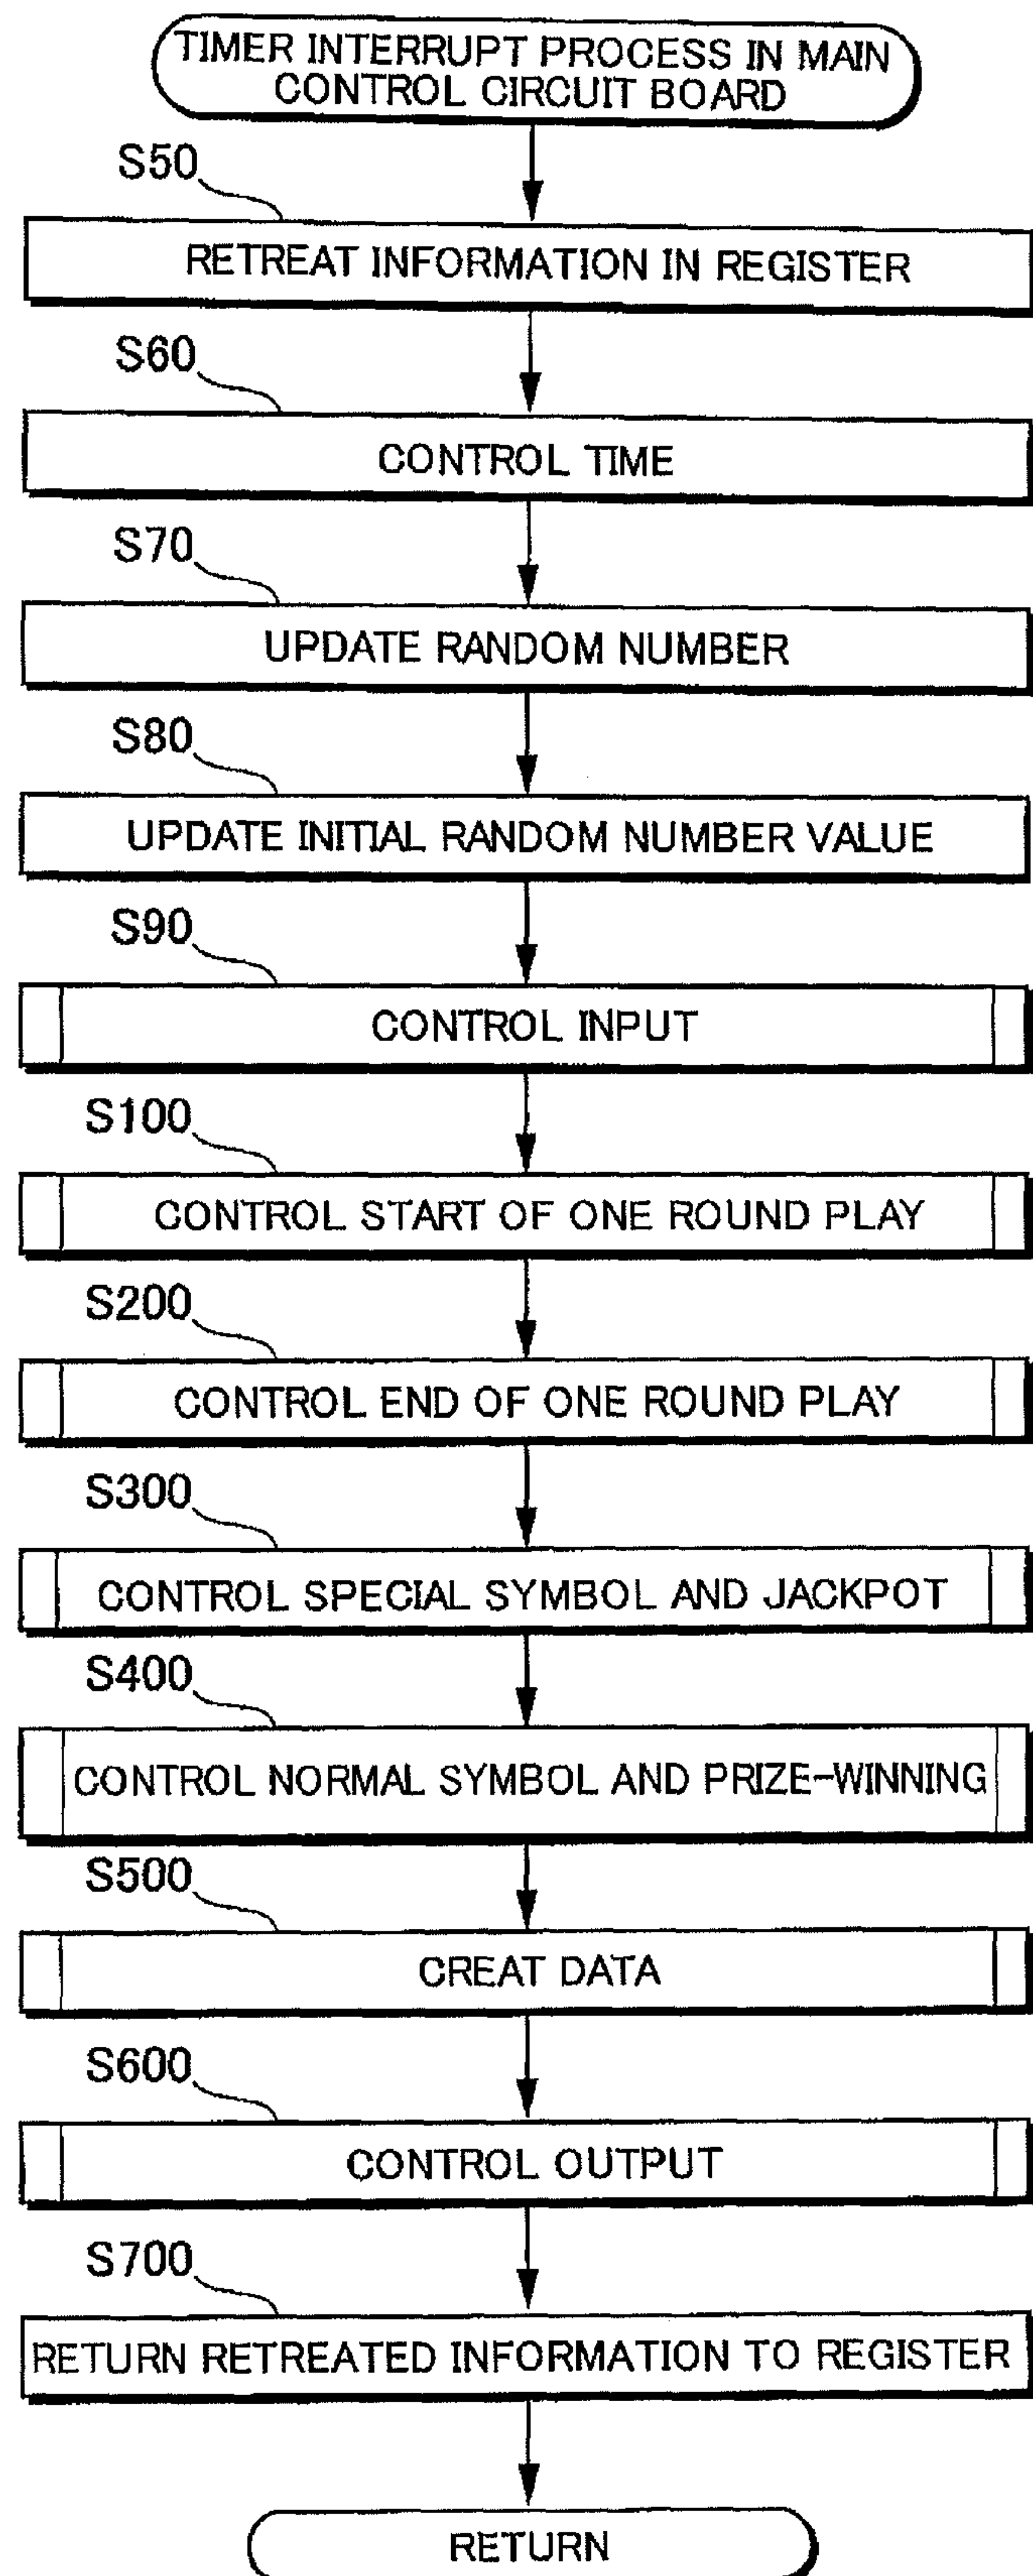 TIMER INTERRUPT PROCESS IN MAIN
CONTROL CIRCUIT BOARD
S50
RETREAT INFORMATION IN REGISTER
S60
CONTROL TIME
S70
UPDATE RANDOM NUMBER
S80
UPDATE INITIAL RANDOM NUMBER VALUE
S90
CONTROL INPUT
S100
CONTROL START OF ONE ROUND PLAY
S200
CONTROL END OF ONE ROUND PLAY
S300
CONTROL SPECIAL SYMBOL AND JACKPOT
S400
CONTROL NORMAL SYMBOL AND PRIZE-WINNING
S500
CREAT DATA
S600
CONTROL OUTPUT
S700
RETURN RETREATED INFORMATION TO REGISTER
RETURN